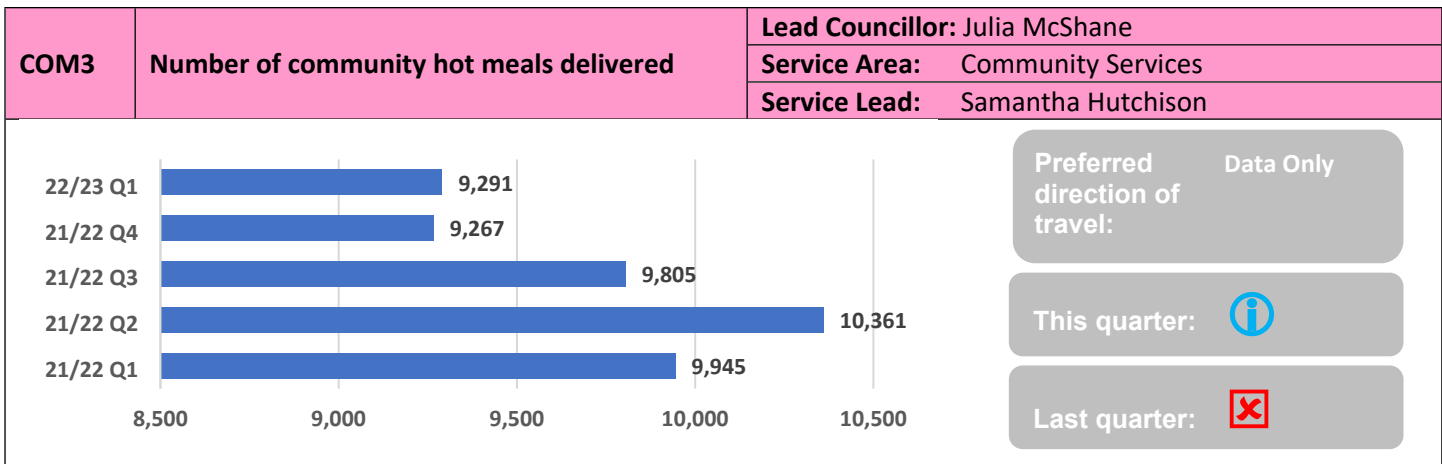 COM3
Number of community hot meals delivered
Lead Councillor: Julia McShane
Service Area: Community Services
Service Lead: Samantha Hutchison
22/23 Q1 9,291
21/22 Q4 9,267
21/22 Q3 9,805
21/22 Q2 10,361
21/22 Q1 9,945
8,500 9,000 9,500 10,000 10,500
Preferred Data Only
direction of
travel:
This quarter:
Last quarter: